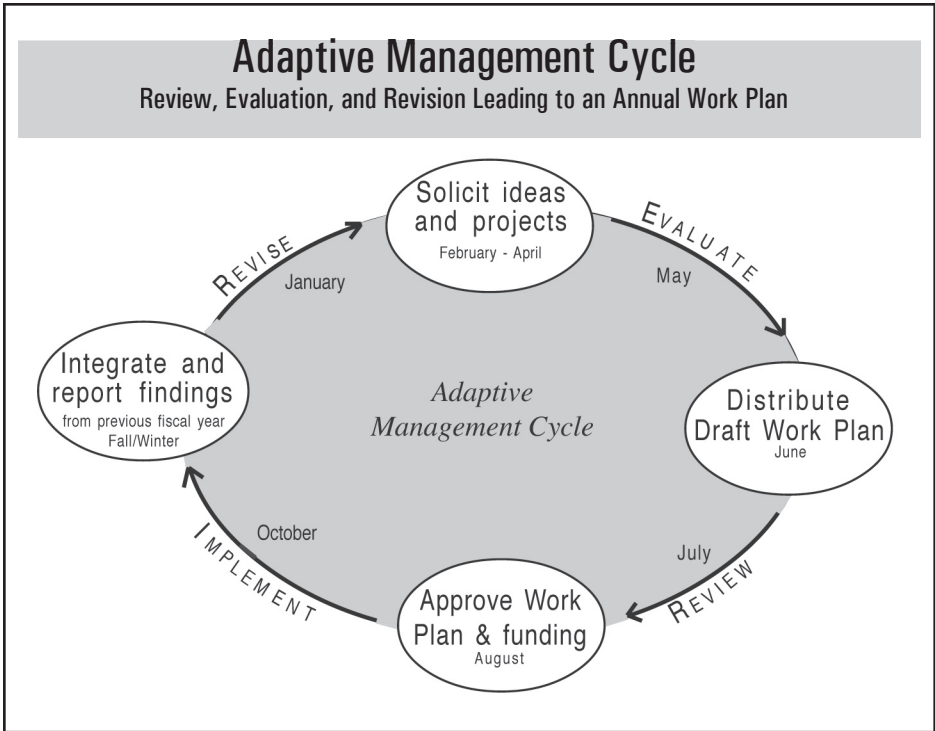 Adaptive Management Cycle
Review, Evaluation, and Revision Leading to an Annual Work Plan
Solicit ideas
and projects
February - April
EVALUATE
May
REVISE
January
Integrate and
report findings
from previous fiscal year
Fall/Winter
Adaptive
Management Cycle
Distribute
Draft Work Plan
June
October
IMPLEMENT
July
REVIEW
Approve Work
Plan & funding
August